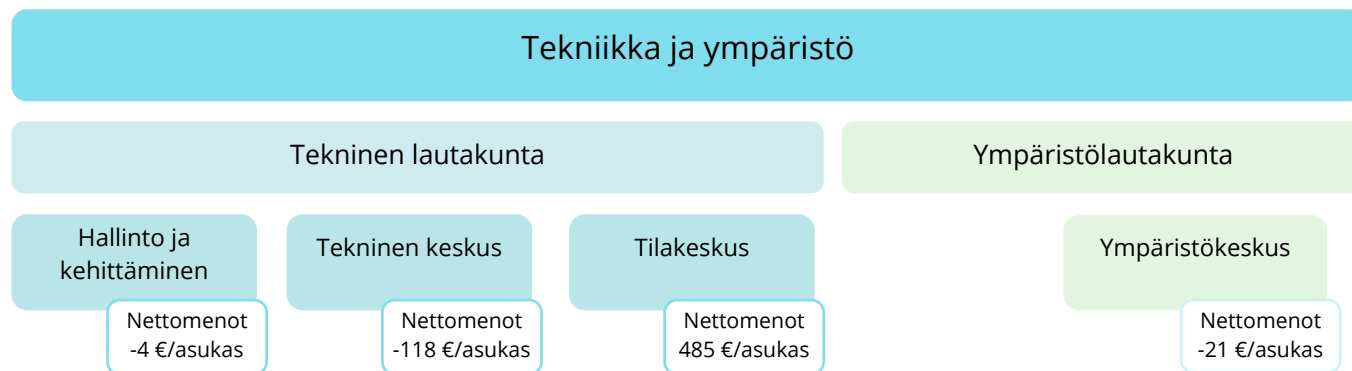 Tekniikka ja ympäristö
Tekninen lautakunta
Ympäristölautakunta
Hallinto ja
kehittäminen
Nettomenot
-4 €/asukas
Tekninen keskus
Nettomenot
-118 €/asukas
Tilakeskus
Nettomenot
485 €/asukas
Ympäristökeskus
Nettomenot
-21 €/asukas